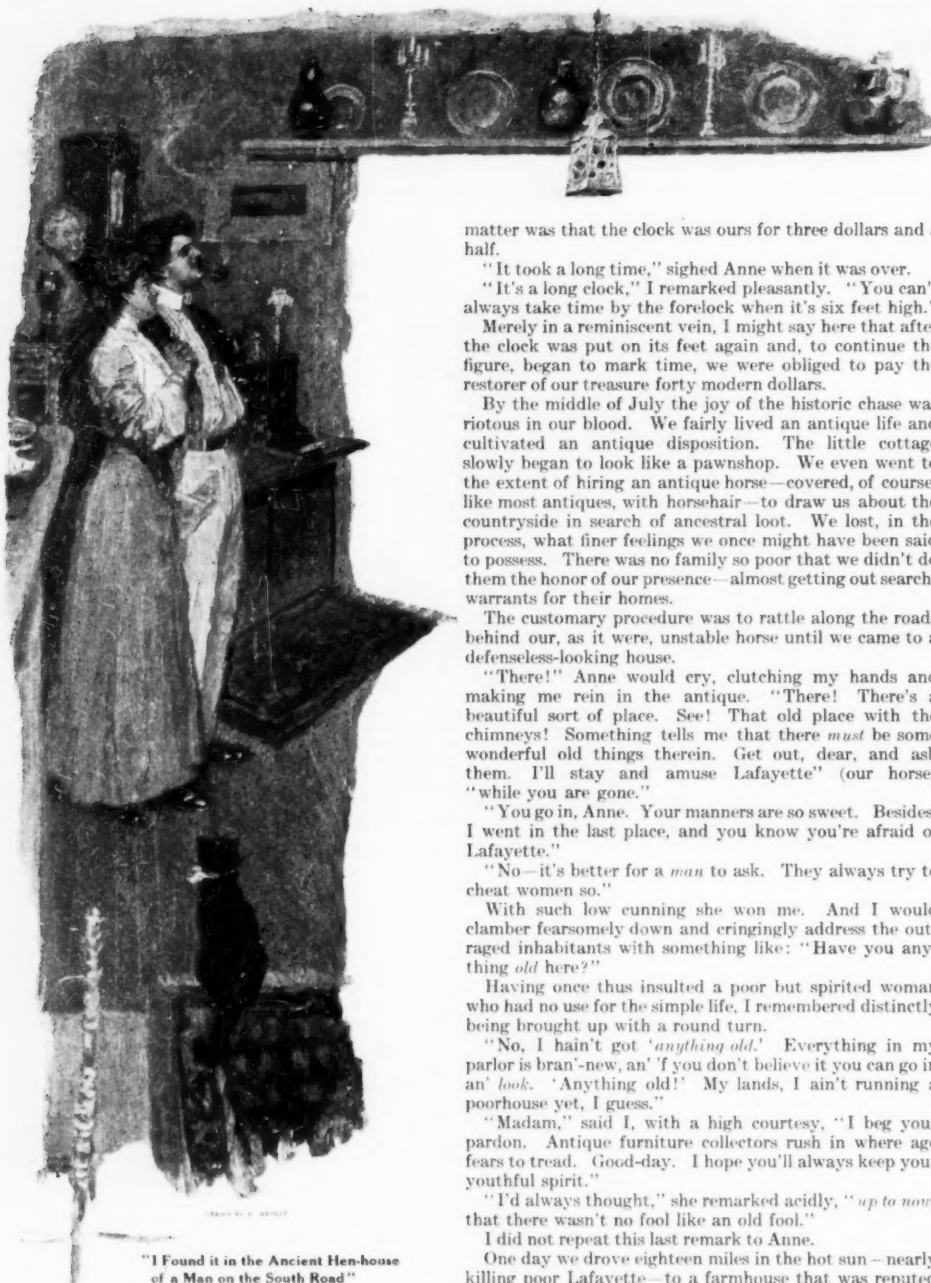 matter was that the clock was ours for three dollars and
half.
"It took a long time," sighed Anne when it was over.
"It's a long clock," I remarked pleasantly. "You can'
always take time by the forelock when it's six feet high."
Merely in a reminiscent vein, I might say here that afte
the clock was put on its feet again and, to continue th
figure, began to mark time, we were obliged to pay th
restorer of our treasure forty modern dollars.
By the middle of July the joy of the historic chase wa
riotous in our blood. We fairly lived an antique life and
cultivated an antique disposition. The little cottage
slowly began to look like a pawnshop. We even went to
the extent of hiring an antique horse—covered, of course,
like most antiques, with horsehair—to draw us about the
countryside in search of ancestral loot. We lost, in the
process, what finer feelings we once might have been said
to possess. There was no family so poor that we didn't do
them the honor of our presence—almost getting out search-
warrants for their homes.
The customary procedure was to rattle along the road
behind our, as it were, unstable horse until we came to a
defenseless-looking house.
"There!" Anne would cry, clutching my hands and
making me rein in the antique. "There! There's a
beautiful sort of place. See! That old place with the
chimneys! Something tells me that there must be some
wonderful old things therein. Get out, dear, and ask
them. I'll stay and amuse Lafayette" (our horse)
"while you are gone."
"You go in, Anne. Your manners are so sweet. Besides,
I went in the last place, and you know you're afraid o
Lafayette."
"No—it's better for a man to ask. They always try to
cheat women so."
With such low cunning she won me. And I would
clamber fearsomely down and cringingly address the out-
raged inhabitants with something like: "Have you any-
thing old here?"
Having once thus insulted a poor but spirited woman
who had no use for the simple life, I remembered distinctly
being brought up with a round turn.
"No, I hain't got 'anything old.' Everything in my
parlor is bran'-new, an' 'f you don't believe it you can go in
an' look. 'Anything old!' My lands, I ain't running a
poorhouse yet, I guess."
"Madam," said I, with a high courtesy, "I beg you
pardon. Antique furniture collectors rush in where age
fears to tread. Good-day. I hope you'll always keep you
youthful spirit."
"I'd always thought," she remarked acidly, "up to now
that there wasn't no fool like an old fool."
I did not repeat this last remark to Anne.
One day we drove eighteen miles in the hot sun—nearly
killing poor Lafayette—to a farmhouse that was reputed
"I Found it in the Ancient Hen-house
of a Man on the South Road"